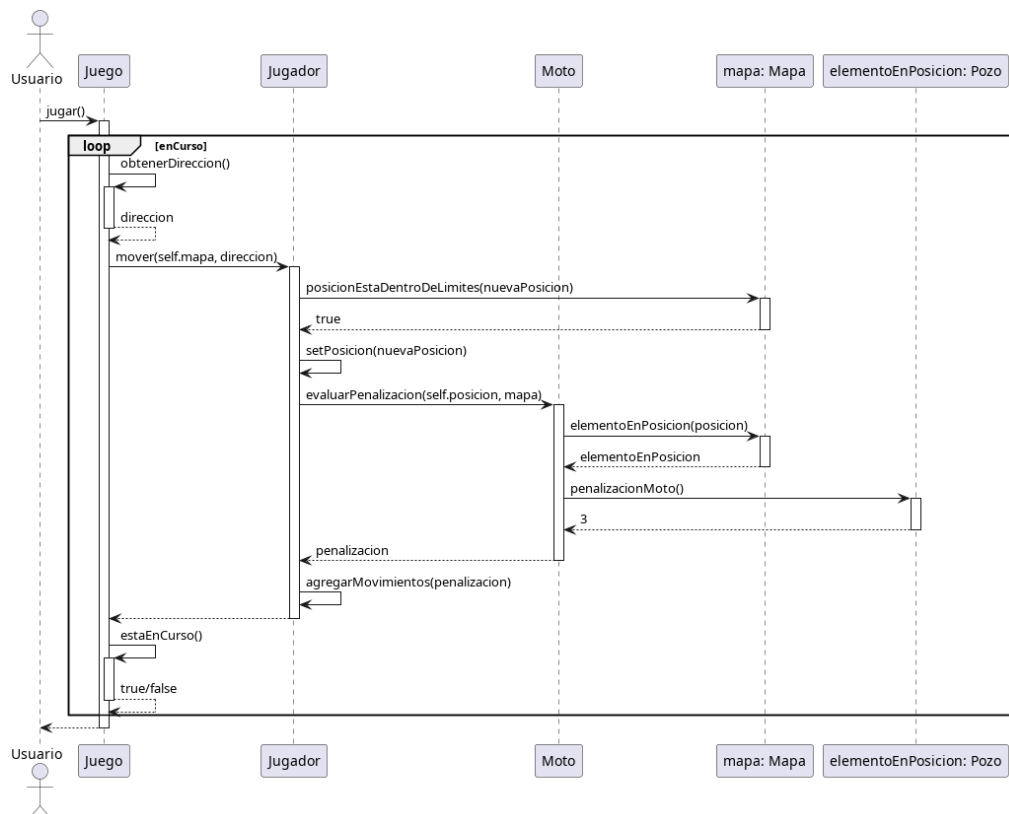 Usuario
Juego
Jugador
Moto
mapa: Mapa
elementoEnPosicion: Pozo
jugar()
loop [enCurso]
obtenerDireccion()
direccion
mover(self.mapa, direccion)
posicionEstaDentroDeLimites(nuevaPosicion)
true
setPosicion(nuevaPosicion)
evaluarPenalizacion(self.posicion, mapa)
elementoEnPosicion(posicion)
elementoEnPosicion
penalizacionMoto()
3
penalizacion
agregarMovimientos(penalizacion)
estaEnCurso()
true/false
Usuario
Juego
Jugador
Moto
mapa: Mapa
elementoEnPosicion: Pozo